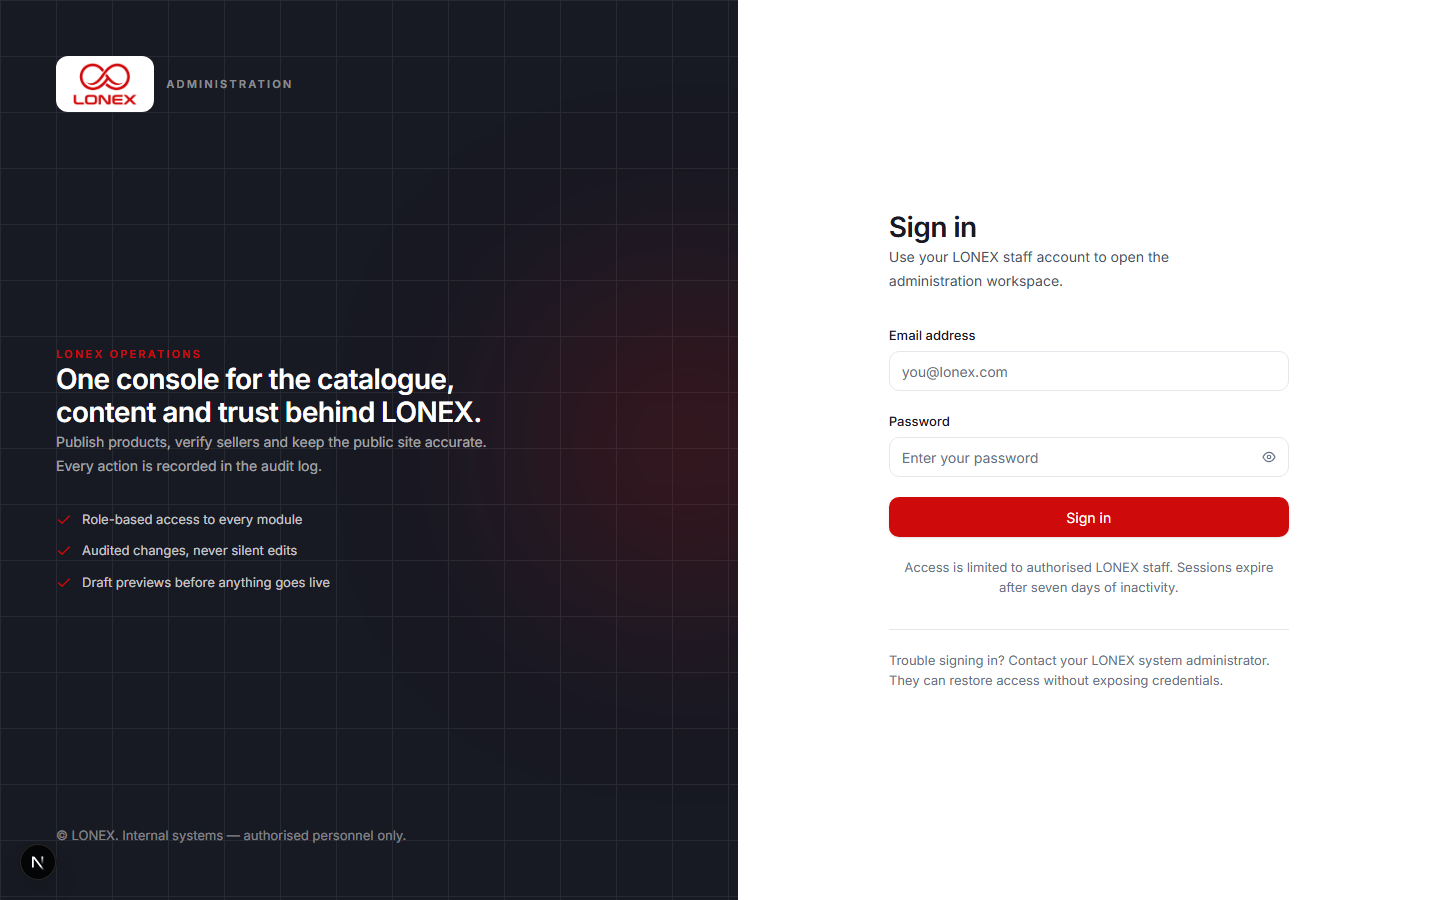 LONEX
ADMINISTRATION
LONEX OPERATIONS
One console for the catalogue,
content and trust behind LONEX.
Publish products, verify sellers and keep the public site accurate.
Every action is recorded in the audit log.
Role-based access to every module
Audited changes, never silent edits
Draft previews before anything goes live
© LONEX. Internal systems — authorised personnel only.
N
Sign in
Use your LONEX staff account to open the
administration workspace.
Email address
you@lonex.com
Password
Enter your password
Sign in
Access is limited to authorised LONEX staff. Sessions expire
after seven days of inactivity.
Trouble signing in? Contact your LONEX system administrator.
They can restore access without exposing credentials.